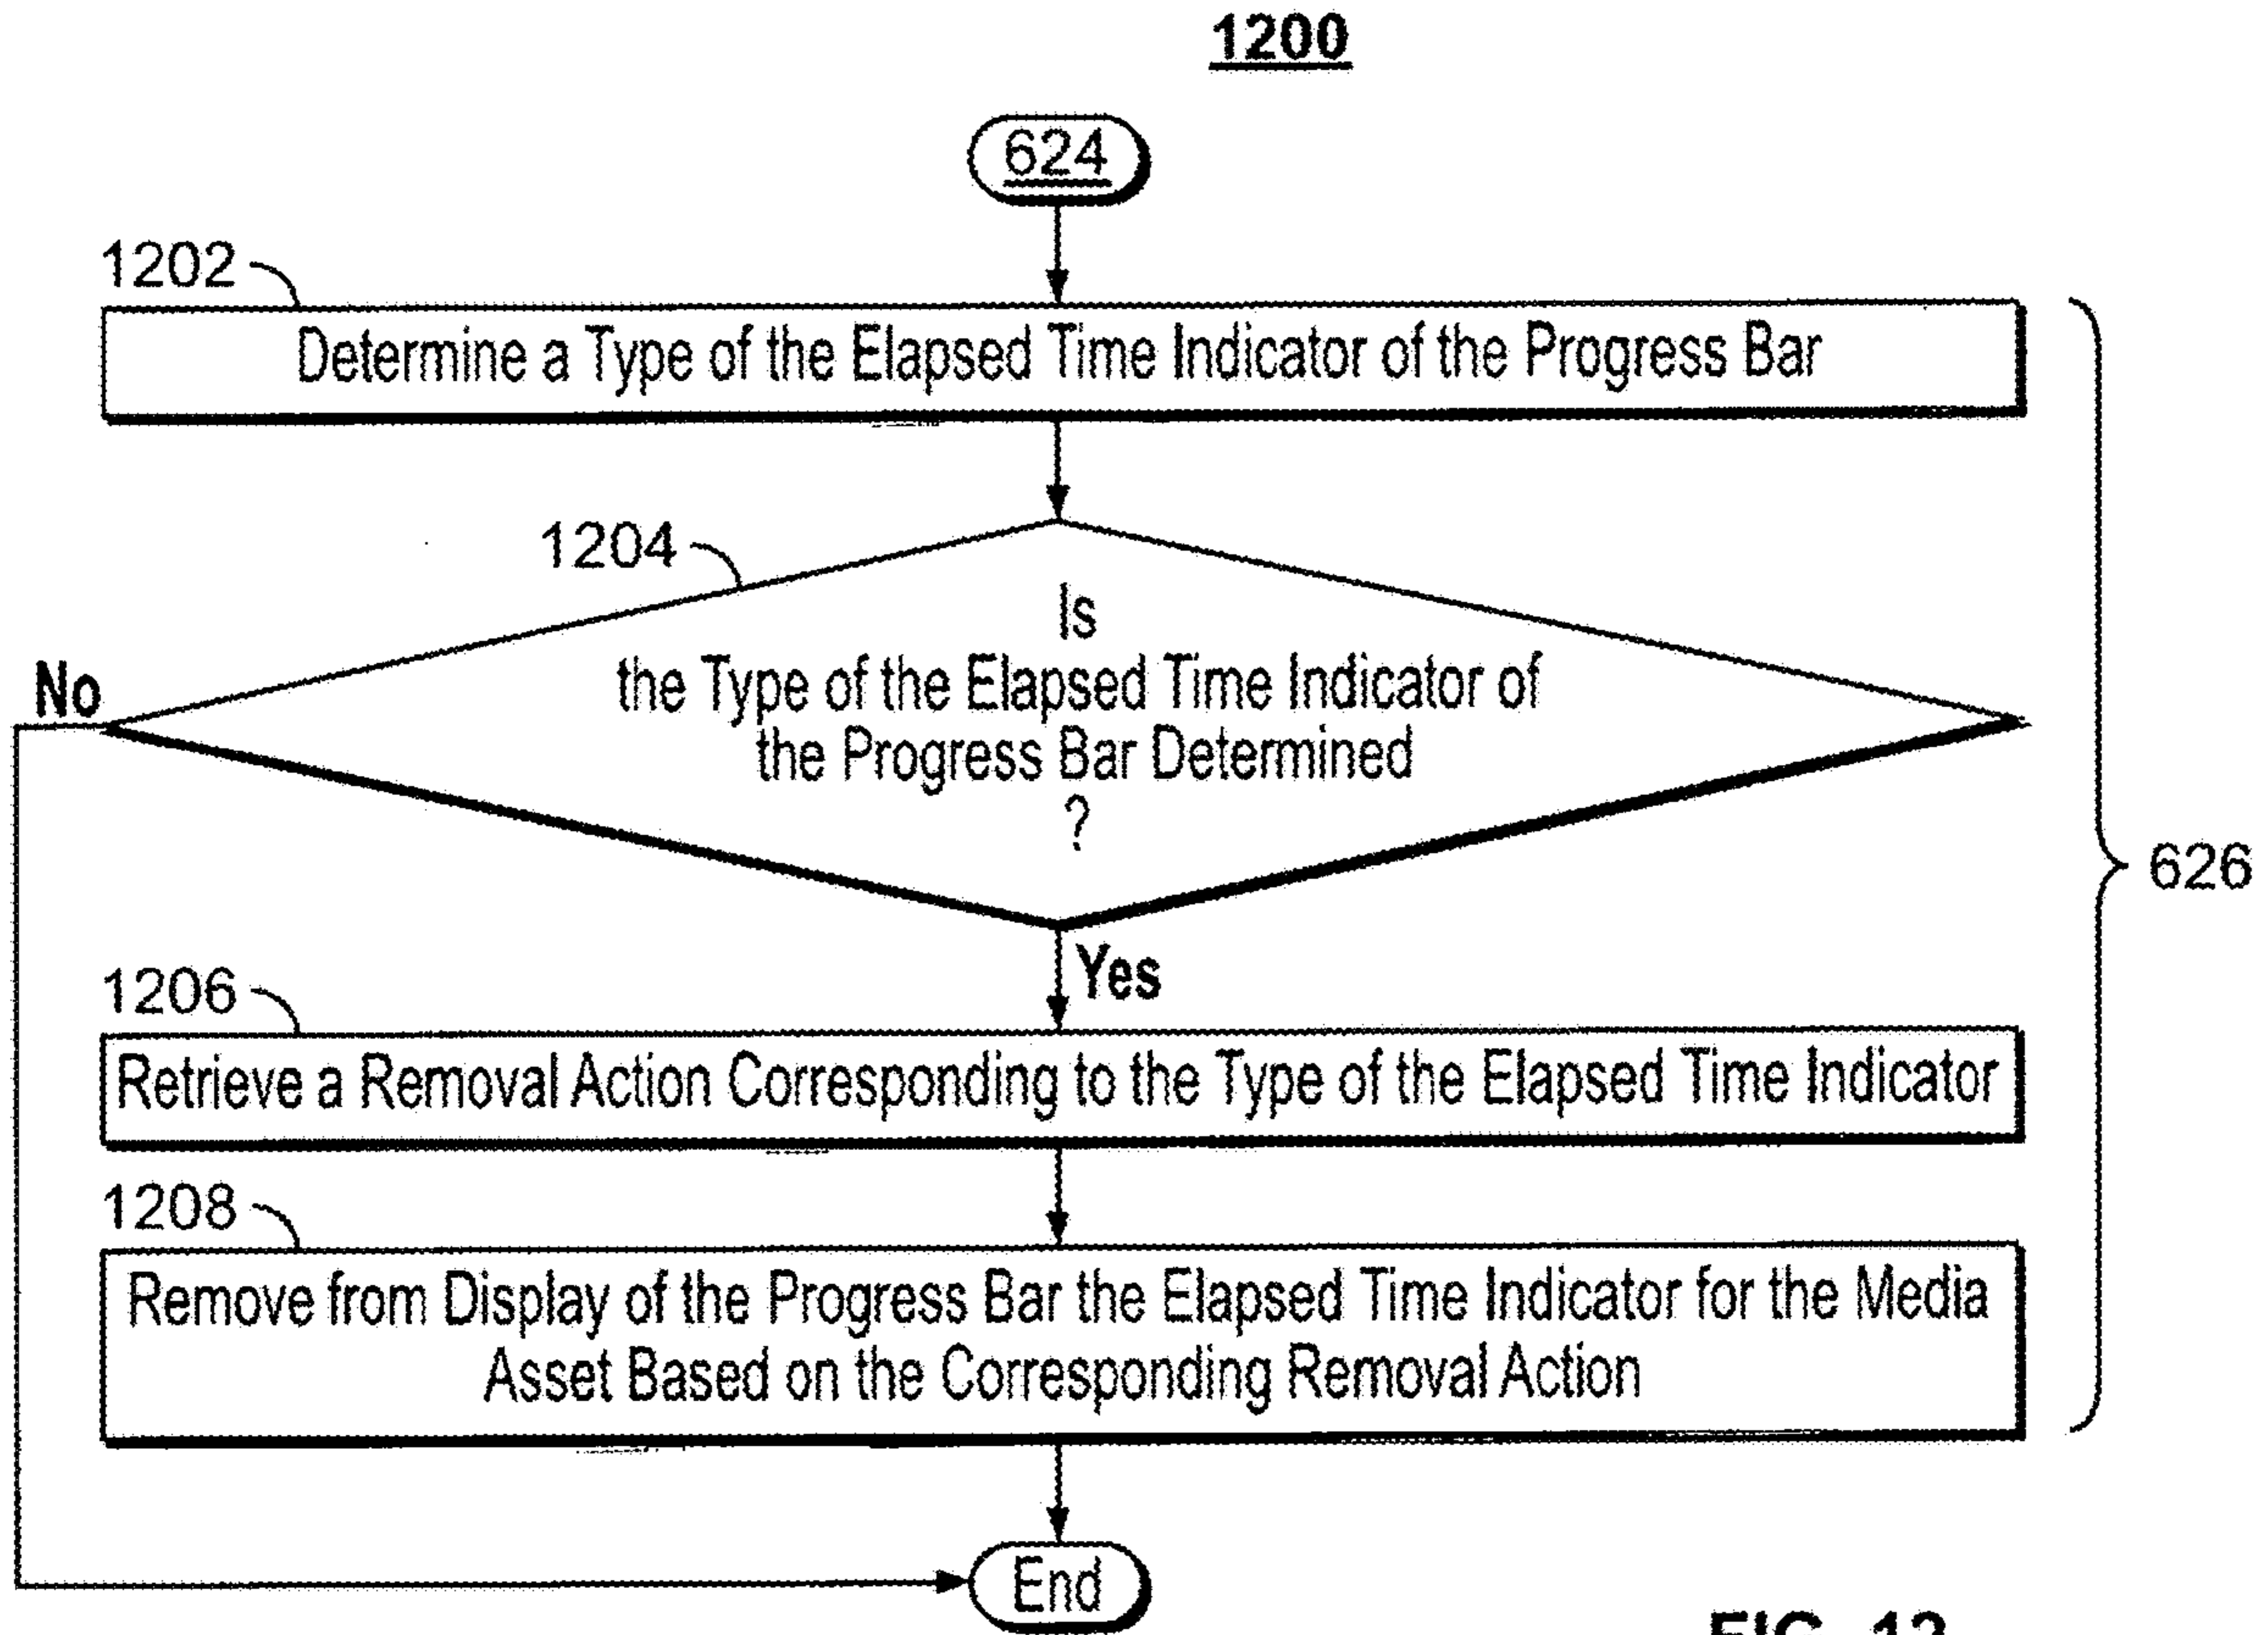 1200
624
1202
Determine a Type of the Elapsed Time Indicator of the Progress Bar
1204
Is
the Type of the Elapsed Time Indicator of
the Progress Bar Determined
?
No
626
Yes
1206
Retrieve a Removal Action Corresponding to the Type of the Elapsed Time Indicator
1208
Remove from Display of the Progress Bar the Elapsed Time Indicator for the Media
Asset Based on the Corresponding Removal Action
End
FIG. 12